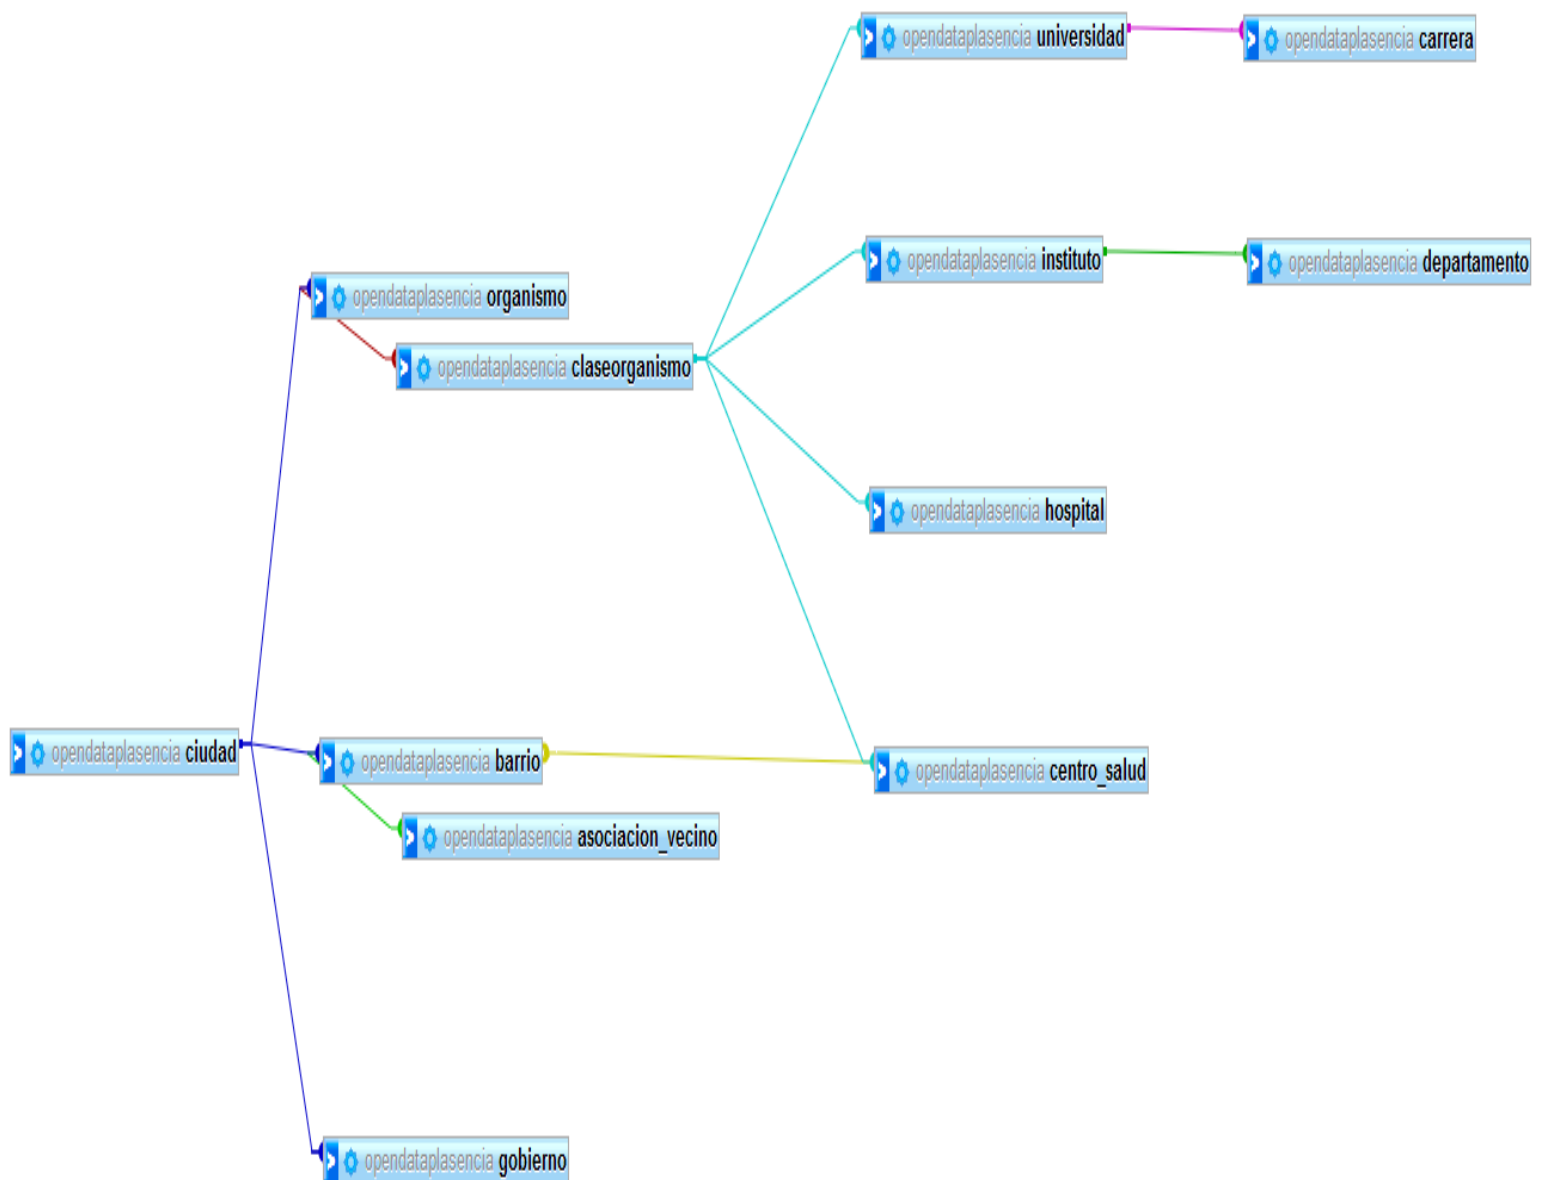 opendataplasencia universidad
opendataplasencia carrera
opendataplasencia instituto
opendataplasencia departamento
opendataplasencia organismo
opendataplasencia claseorganismo
opendataplasencia hospital
opendataplasencia ciudad
opendataplasencia barrio
opendataplasencia centro_salud
opendataplasencia asociacion_vecino
opendataplasencia gobierno